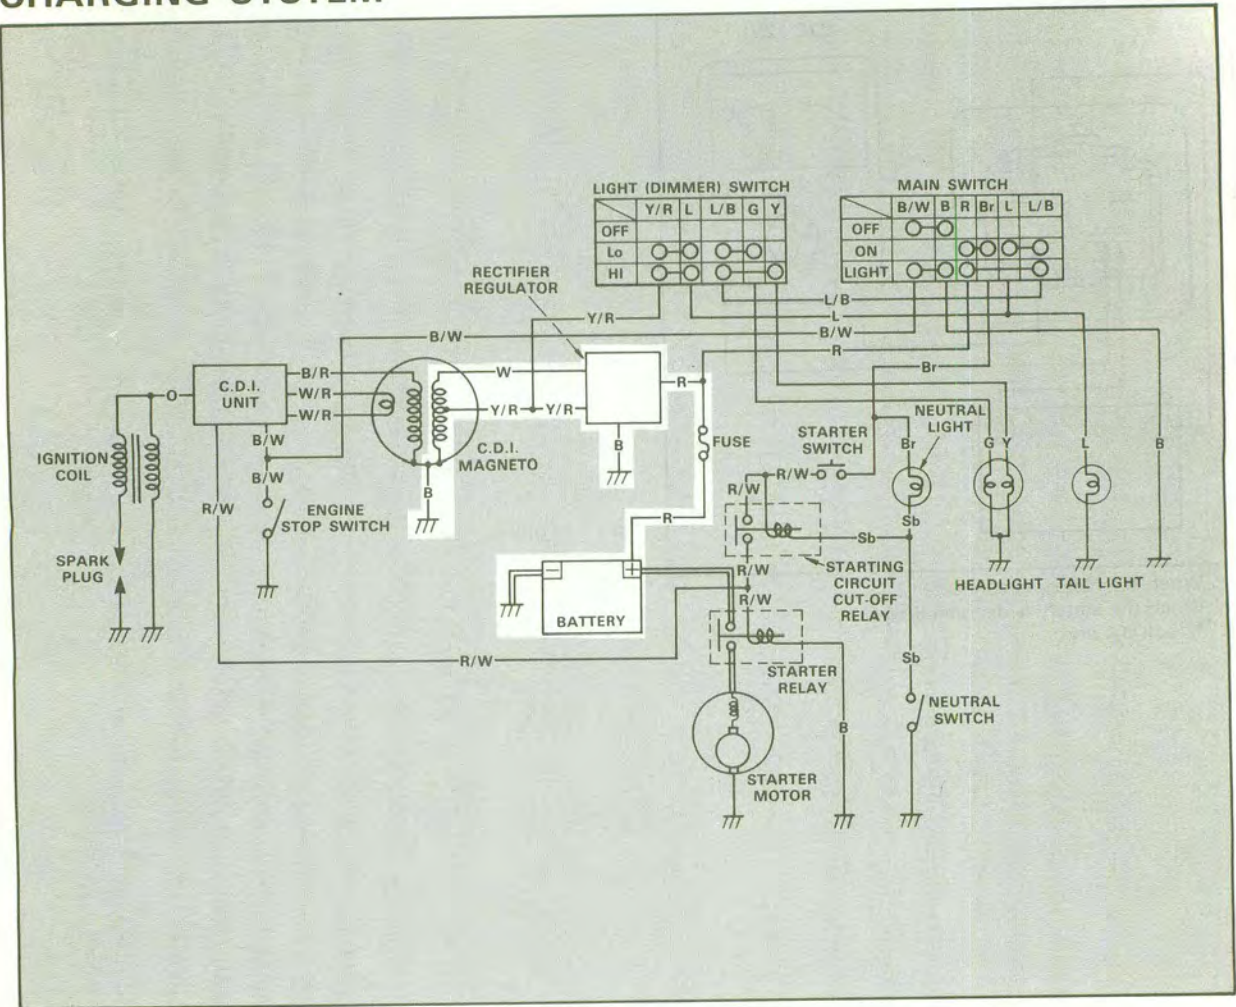 CHARGING SYSTEM
LIGHT (DIMMER) SWITCH
Y/R L L/B G Y
OFF
Lo
HI
MAIN SWITCH
B/W B R Br L L/B
OFF
ON
LIGHT
RECTIFIER
REGULATOR
L/B
L
Y/R
B/W
B/W
R
Br
C.D.I.
UNIT
O
B/R
W/R
W/R
W
Y/R
Y/R
R
B
FUSE
C.D.I.
MAGNETO
B
B/W
B/W
R/W
ENGINE
STOP SWITCH
IGNITION
COIL
SPARK
PLUG
STARTER
SWITCH
R/W
R/W
NEUTRAL
LIGHT
Br
G Y
L
B
Sb
Sb
HEADLIGHT
TAIL LIGHT
R
STARTING
CIRCUIT
CUT-OFF
RELAY
R/W
R/W
BATTERY
R/W
STARTER
RELAY
Sb
NEUTRAL
SWITCH
B
STARTER
MOTOR